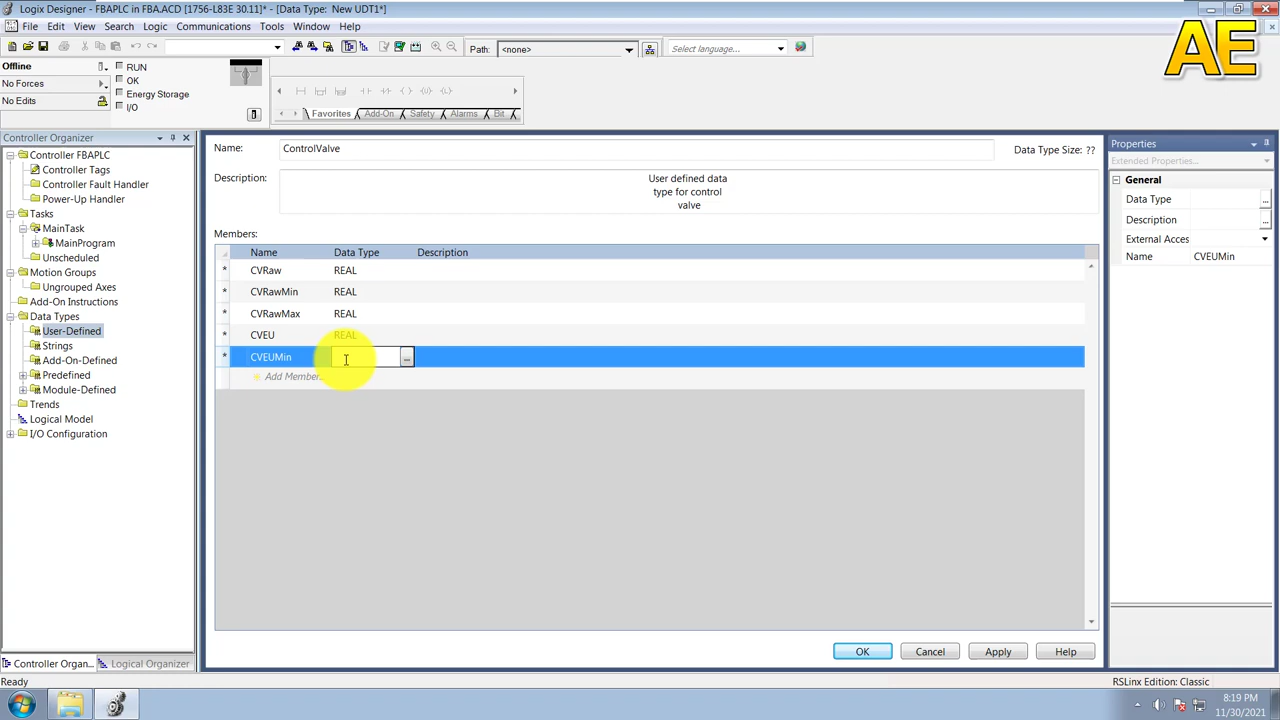 Logix Designer - FBAPLC in FBA.ACD [1756-L83E 30.11]* - [Data Type: New UDT1*]
File Edit View Search Logic Communications Tools Window Help
Path: <none>
Select language...
AE
Offline
RUN
No Forces
OK
No Edits
Energy Storage
I/O
Favorites Add-On Safety Alarms Bit
Controller Organizer
Controller FBAPLC
Controller Tags
Controller Fault Handler
Power-Up Handler
Tasks
MainTask
MainProgram
Unscheduled
Motion Groups
Ungrouped Axes
Add-On Instructions
Data Types
User-Defined
Strings
Add-On-Defined
Predefined
Module-Defined
Trends
Logical Model
I/O Configuration
Controller Organ... Logical Organizer
Name: ControlValve Data Type Size: ??
Description: User defined data
type for control
valve
Members:
Name Data Type Description
* CVRaw REAL
* CVRawMin REAL
* CVRawMax REAL
* CVEU REAL
* CVEUMin ...
Add Member
OK Cancel Apply Help
Properties
Extended Properties...
General
Data Type ...
Description ...
External Acces
Name CVEUMin
RSLinx Edition: Classic
8:19 PM
11/30/2021